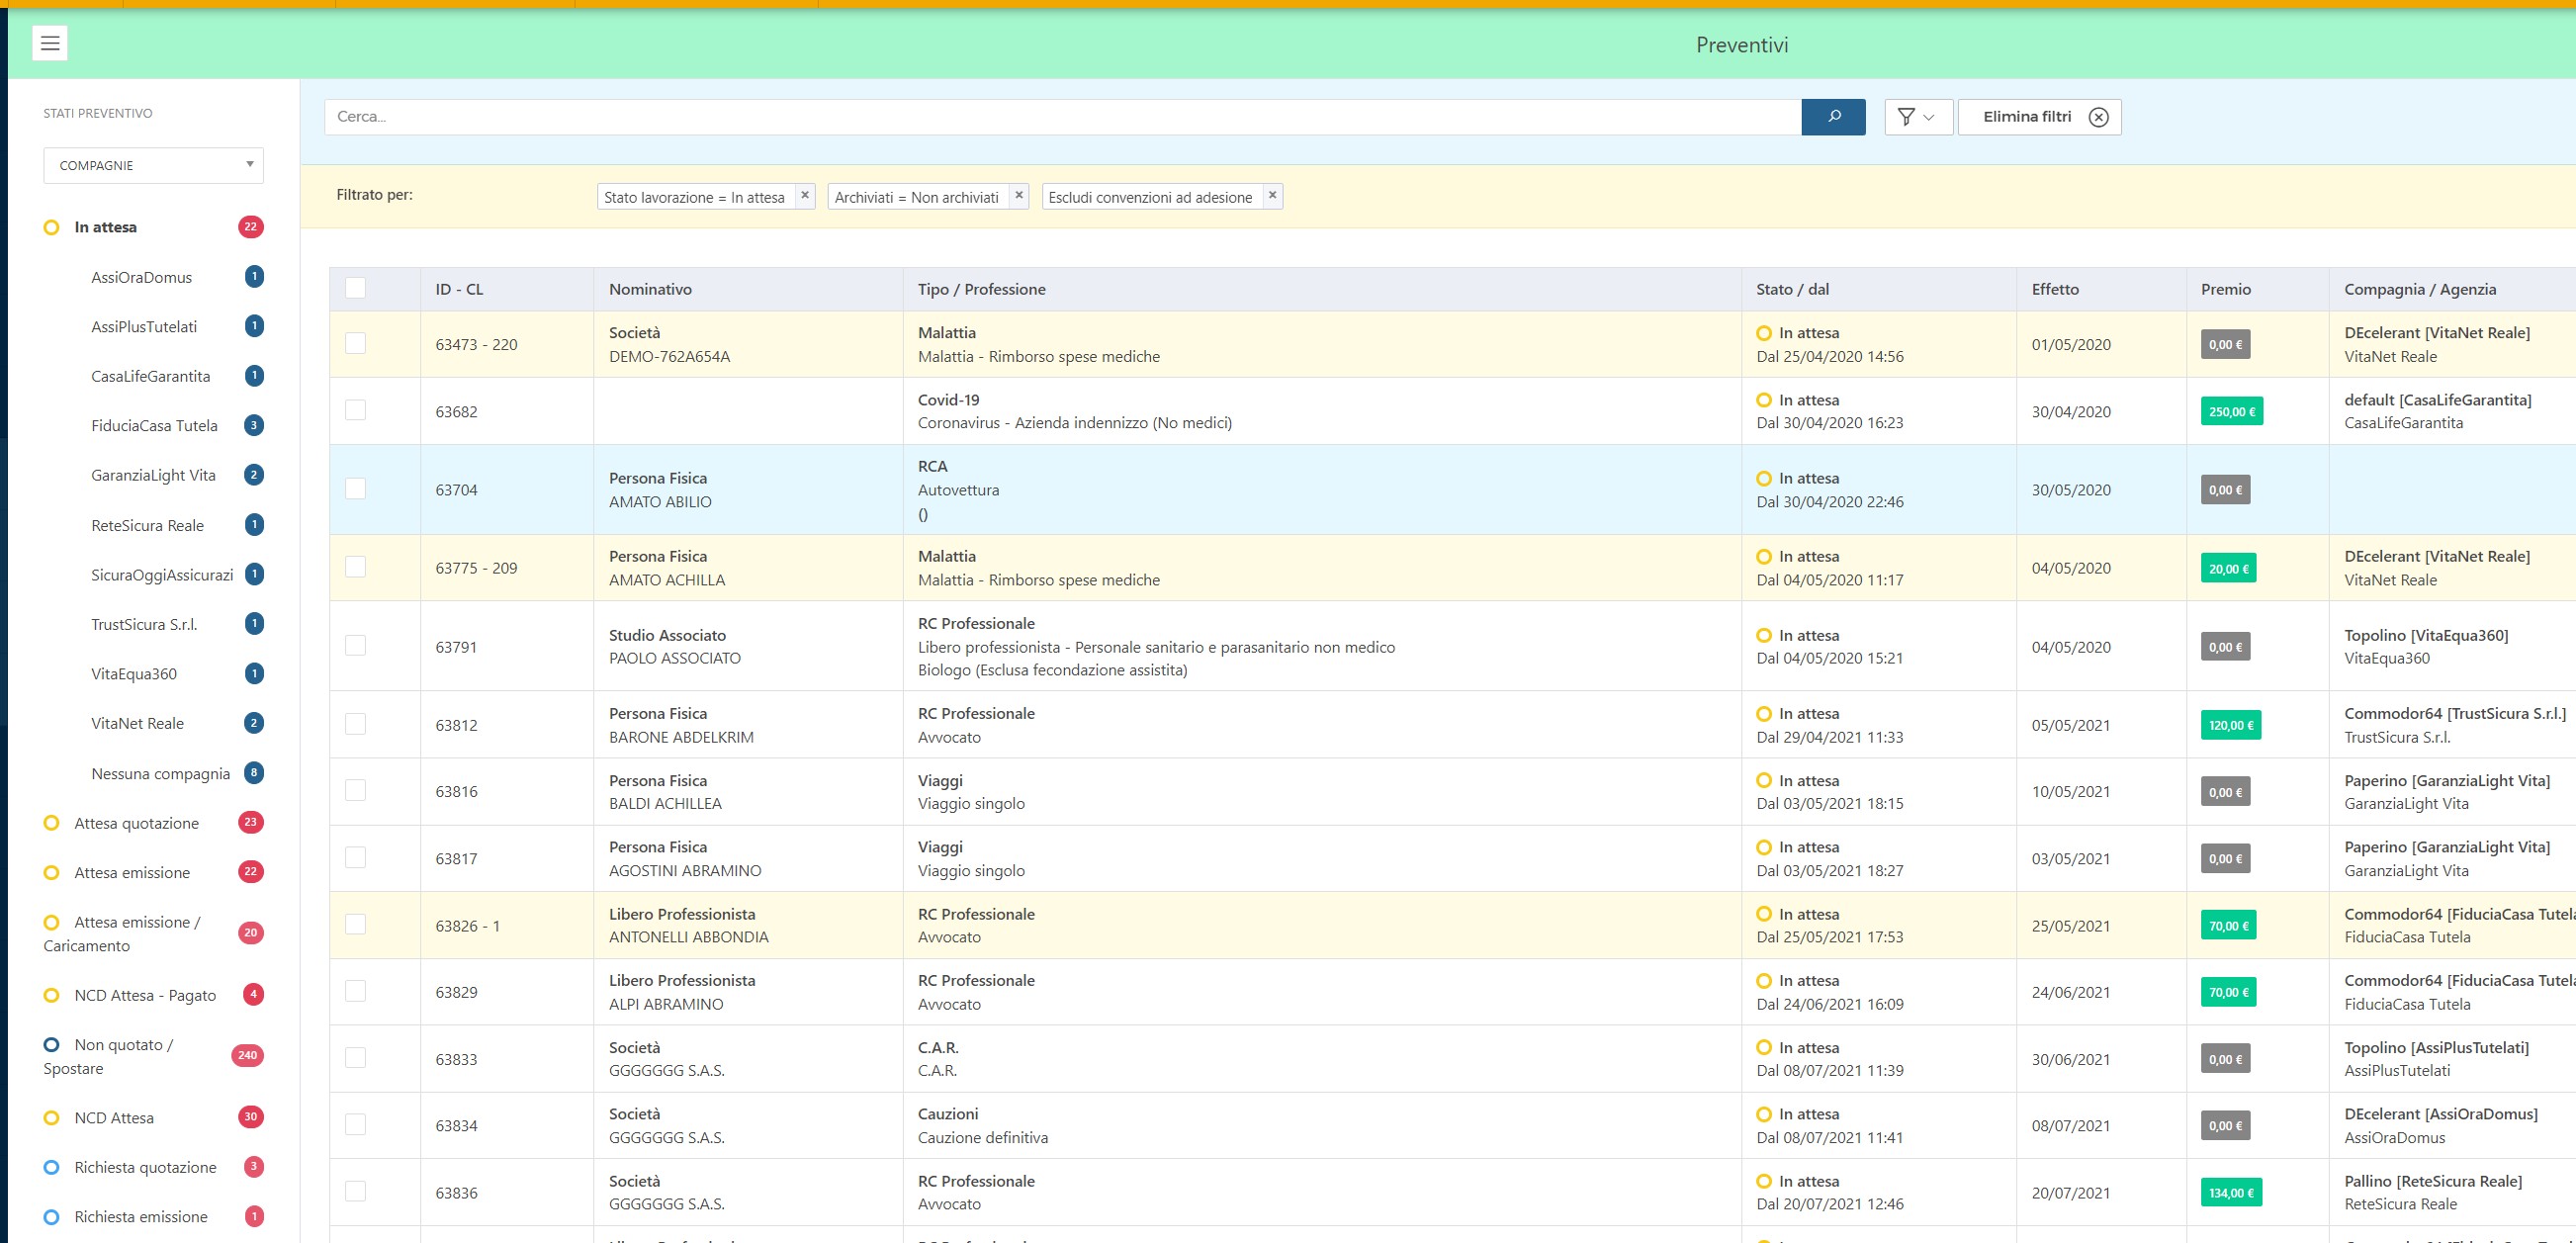 Preventivi
STATI PREVENTIVO
COMPAGNIE
In attesa 22
AssiOraDomus 1
AssiPlusTutelati 1
CasaLifeGarantita 1
FiduciaCasa Tutela 3
GaranziaLight Vita 2
ReteSicura Reale 1
SicuraOggiAssicurazi 1
TrustSicura S.r.l. 1
VitaEqua360 1
VitaNet Reale 2
Nessuna compagnia 8
Attesa quotazione 23
Attesa emissione 22
Attesa emissione /
Caricamento 20
NCD Attesa - Pagato 4
Non quotato /
Spostare 240
NCD Attesa 30
Richiesta quotazione 3
Richiesta emissione 1
Cerca...
Elimina filtri
Filtrato per: Stato lavorazione = In attesa × Archiviati = Non archiviati × Escludi convenzioni ad adesione ×
ID - CL Nominativo Tipo / Professione Stato / dal Effetto Premio Compagnia / Agenzia
63473 - 220 Società Malattia In attesa 01/05/2020 0,00 € DEcelerant [VitaNet Reale]
DEMO-762A654A Malattia - Rimborso spese mediche Dal 25/04/2020 14:56 VitaNet Reale
63682 Covid-19 In attesa 30/04/2020 250,00 € default [CasaLifeGarantita]
Coronavirus - Azienda indennizzo (No medici) Dal 30/04/2020 16:23 CasaLifeGarantita
63704 Persona Fisica RCA In attesa 30/05/2020 0,00 €
AMATO ABILIO Autovettura Dal 30/04/2020 22:46
()
63775 - 209 Persona Fisica Malattia In attesa 04/05/2020 20,00 € DEcelerant [VitaNet Reale]
AMATO ACHILLA Malattia - Rimborso spese mediche Dal 04/05/2020 11:17 VitaNet Reale
63791 Studio Associato RC Professionale In attesa 04/05/2020 0,00 € Topolino [VitaEqua360]
PAOLO ASSOCIATO Libero professionista - Personale sanitario e parasanitario non medico Dal 04/05/2020 15:21 VitaEqua360
Biologo (Esclusa fecondazione assistita)
63812 Persona Fisica RC Professionale In attesa 05/05/2021 120,00 € Commodor64 [TrustSicura S.r.l.]
BARONE ABDELKRIM Avvocato Dal 29/04/2021 11:33 TrustSicura S.r.l.
63816 Persona Fisica Viaggi In attesa 10/05/2021 0,00 € Paperino [GaranziaLight Vita]
BALDI ACHILLEA Viaggio singolo Dal 03/05/2021 18:15 GaranziaLight Vita
63817 Persona Fisica Viaggi In attesa 03/05/2021 0,00 € Paperino [GaranziaLight Vita]
AGOSTINI ABRAMINO Viaggio singolo Dal 03/05/2021 18:27 GaranziaLight Vita
63826 - 1 Libero Professionista RC Professionale In attesa 25/05/2021 70,00 € Commodor64 [FiduciaCasa Tutela
ANTONELLI ABBONDIA Avvocato Dal 25/05/2021 17:53 FiduciaCasa Tutela
63829 Libero Professionista RC Professionale In attesa 24/06/2021 70,00 € Commodor64 [FiduciaCasa Tutela
ALPI ABRAMINO Avvocato Dal 24/06/2021 16:09 FiduciaCasa Tutela
63833 Società C.A.R. In attesa 30/06/2021 0,00 € Topolino [AssiPlusTutelati]
GGGGGGG S.A.S. C.A.R. Dal 08/07/2021 11:39 AssiPlusTutelati
63834 Società Cauzioni In attesa 08/07/2021 0,00 € DEcelerant [AssiOraDomus]
GGGGGGG S.A.S. Cauzione definitiva Dal 08/07/2021 11:41 AssiOraDomus
63836 Società RC Professionale In attesa 20/07/2021 134,00 € Pallino [ReteSicura Reale]
GGGGGGG S.A.S. Avvocato Dal 20/07/2021 12:46 ReteSicura Reale